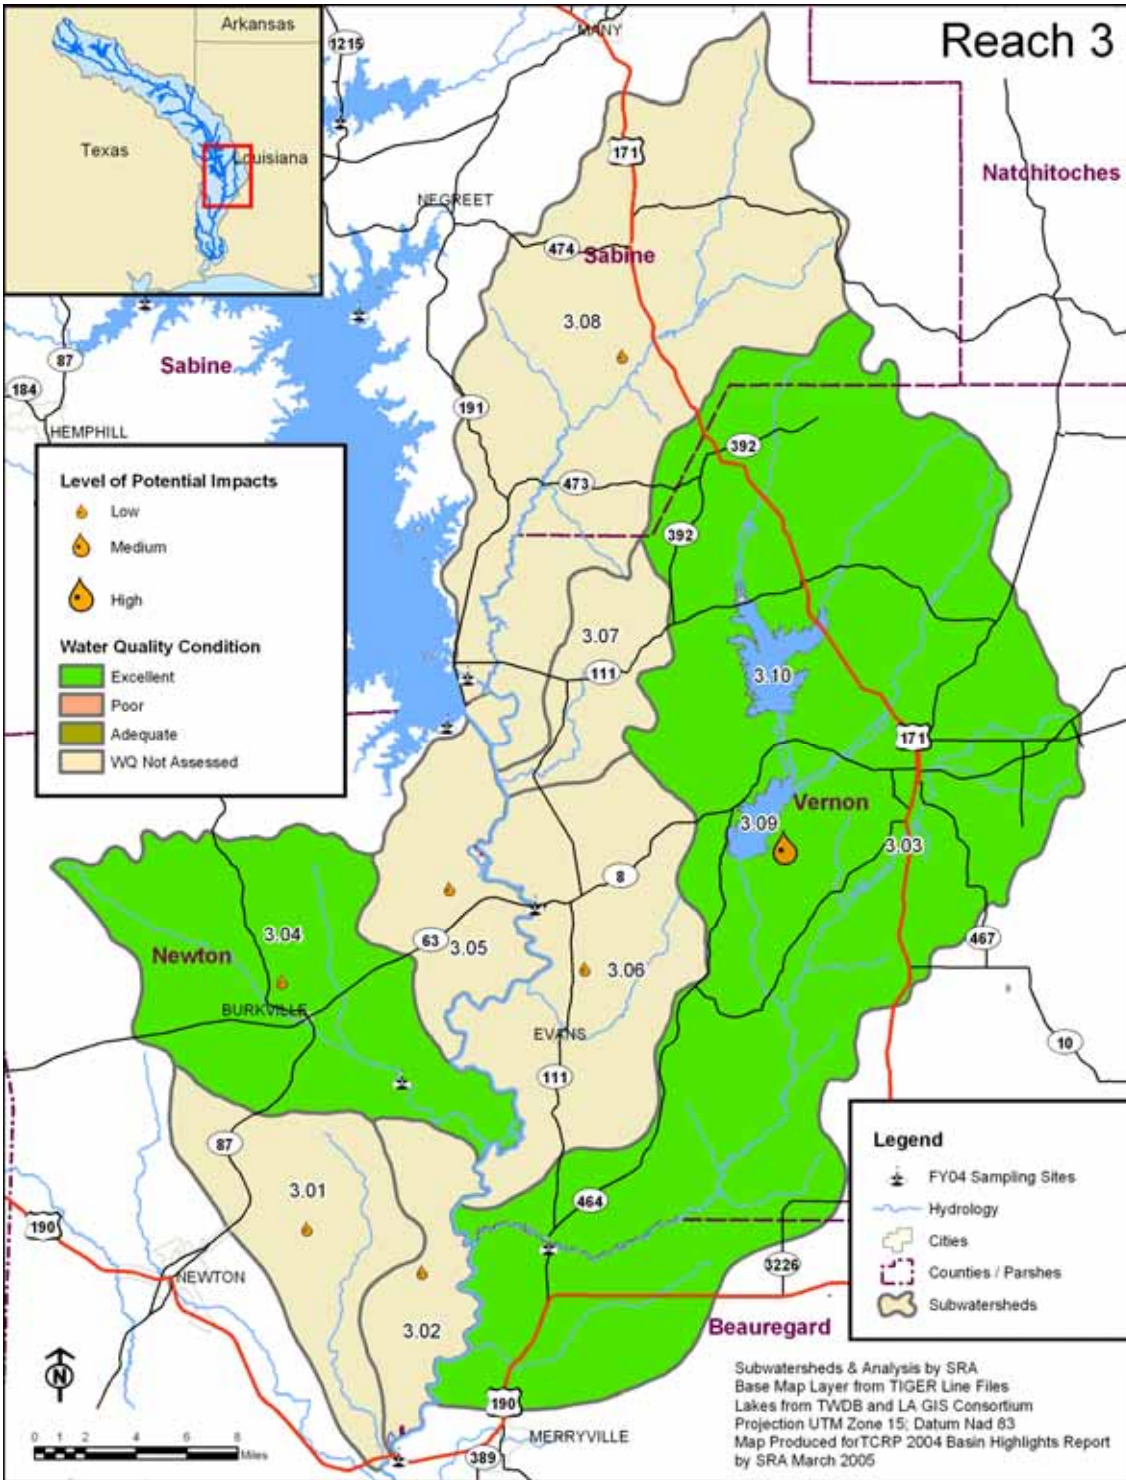 Reach 3
Arkansas
Texas
Louisiana
1215
MANY
171
Natchitoches
NEGREET
474
Sabine
3.08
87
Sabine
184
191
HEMPHILL
392
473
392
Level of Potential Impacts
Low
Medium
High
Water Quality Condition
Excellent
Poor
Adequate
WQ Not Assessed
3.07
111
3.10
171
Vernon
3.09
3.03
8
3.04
63
3.05
467
Newton
3.06
BURKVILLE
EVANS
10
111
87
3.01
464
190
NEWTON
3226
3.02
Beauregard
Legend
FY04 Sampling Sites
Hydrology
Cities
Counties / Parshes
Subwatersheds
N
0 1 2 4 6 8
Miles
190
MERRYVILLE
389
Subwatersheds & Analysis by SRA
Base Map Layer from TIGER Line Files
Lakes from TWDB and LA GIS Consortium
Projection UTM Zone 15; Datum Nad 83
Map Produced forTCRP 2004 Basin Highlights Report
by SRA March 2005